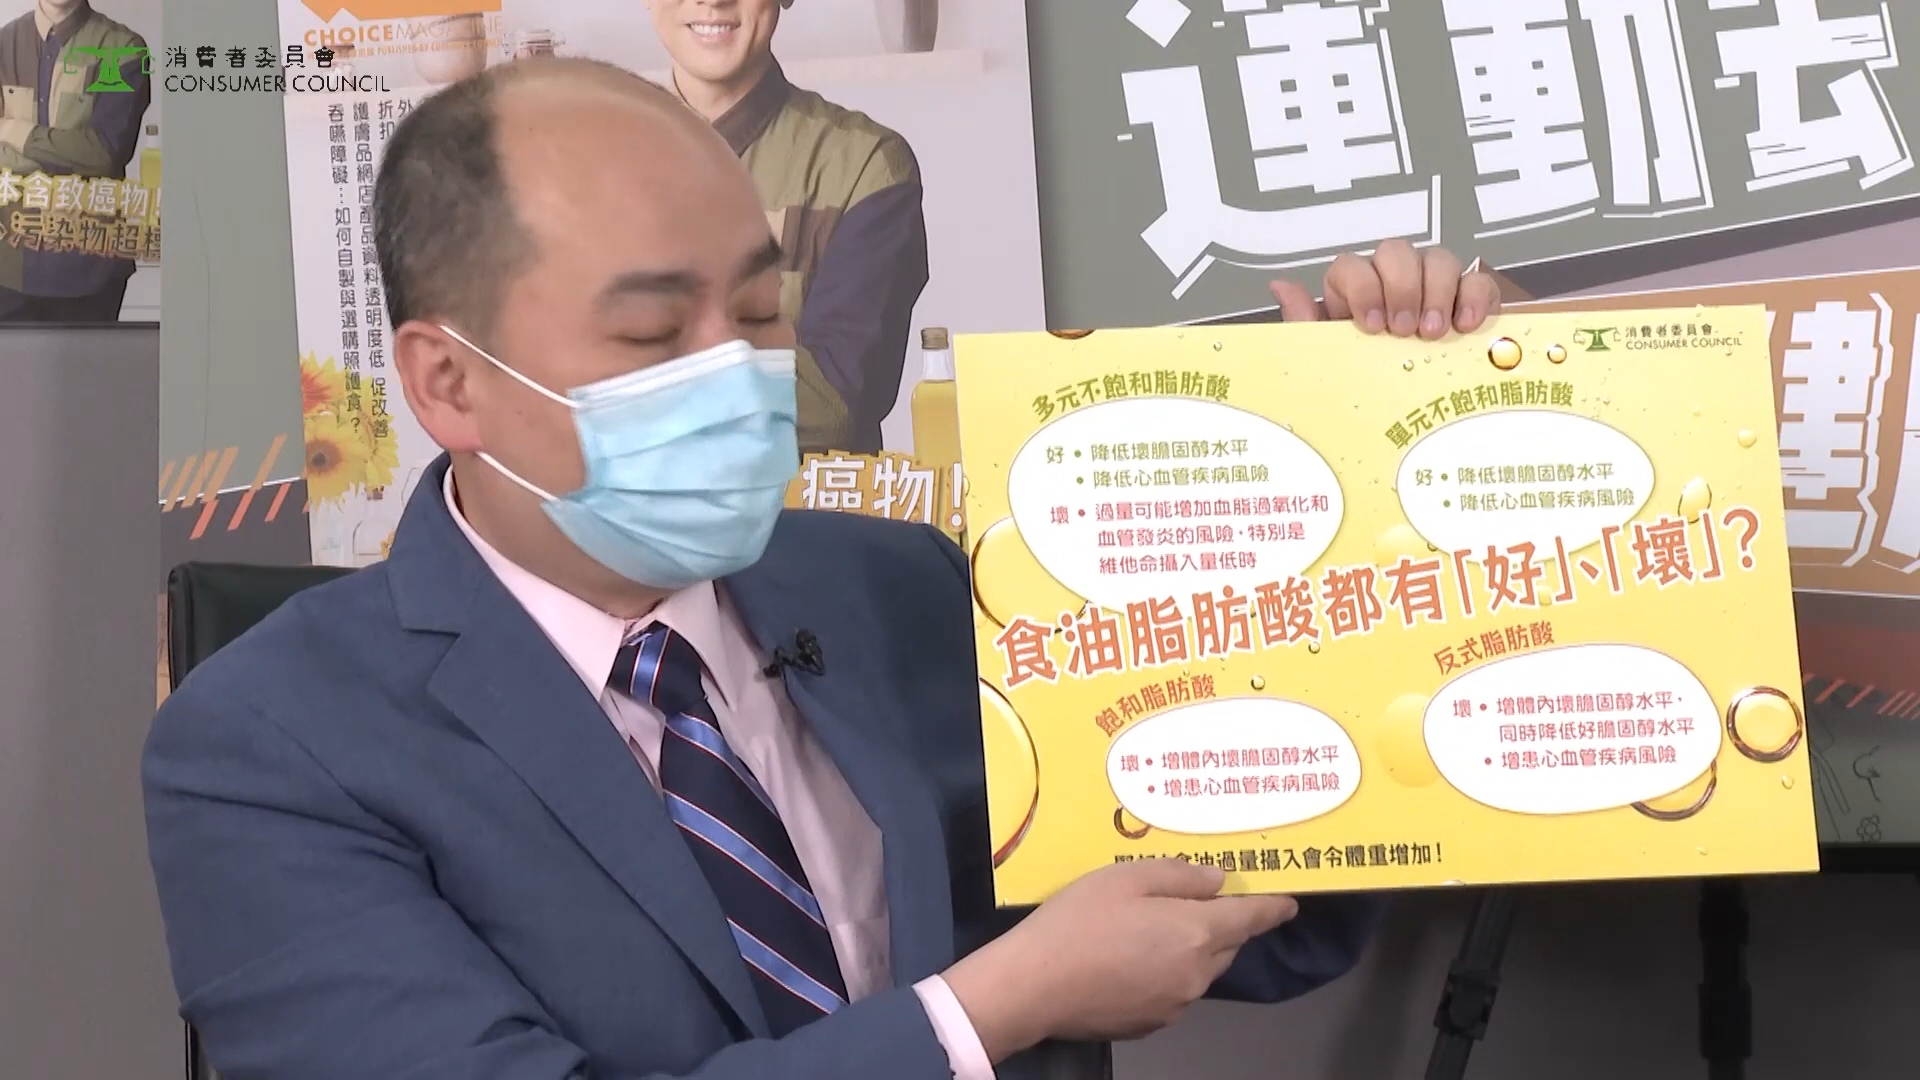 消費者委員會
CONSUMER COUNCIL
CHOICE MAGAZINE
護膚品網店產品資料透明度低 促改善
吞嚥障礙…如何自製與選購照護食？
本含致癌物!
污染物超標
癌物!
運動去
健
消費者委員會
CONSUMER COUNCIL
多元不飽和脂肪酸
好 • 降低壞膽固醇水平
• 降低心血管疾病風險
壞 • 過量可能增加血脂過氧化和
血管發炎的風險，特別是
維他命攝入量低時
單元不飽和脂肪酸
好 • 降低壞膽固醇水平
• 降低心血管疾病風險
食油脂肪酸都有「好」、「壞」?
飽和脂肪酸
壞 • 增體內壞膽固醇水平
• 增患心血管疾病風險
反式脂肪酸
壞 • 增體內壞膽固醇水平，
同時降低好膽固醇水平
• 增患心血管疾病風險
食油過量攝入會令體重增加!